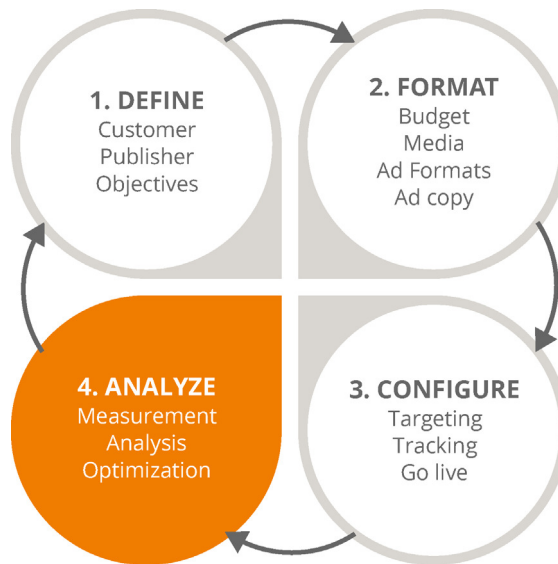 1. DEFINE
Customer
Publisher
Objectives
2. FORMAT
Budget
Media
Ad Formats
Ad copy
3. CONFIGURE
Targeting
Tracking
Go live
4. ANALYZE
Measurement
Analysis
Optimization